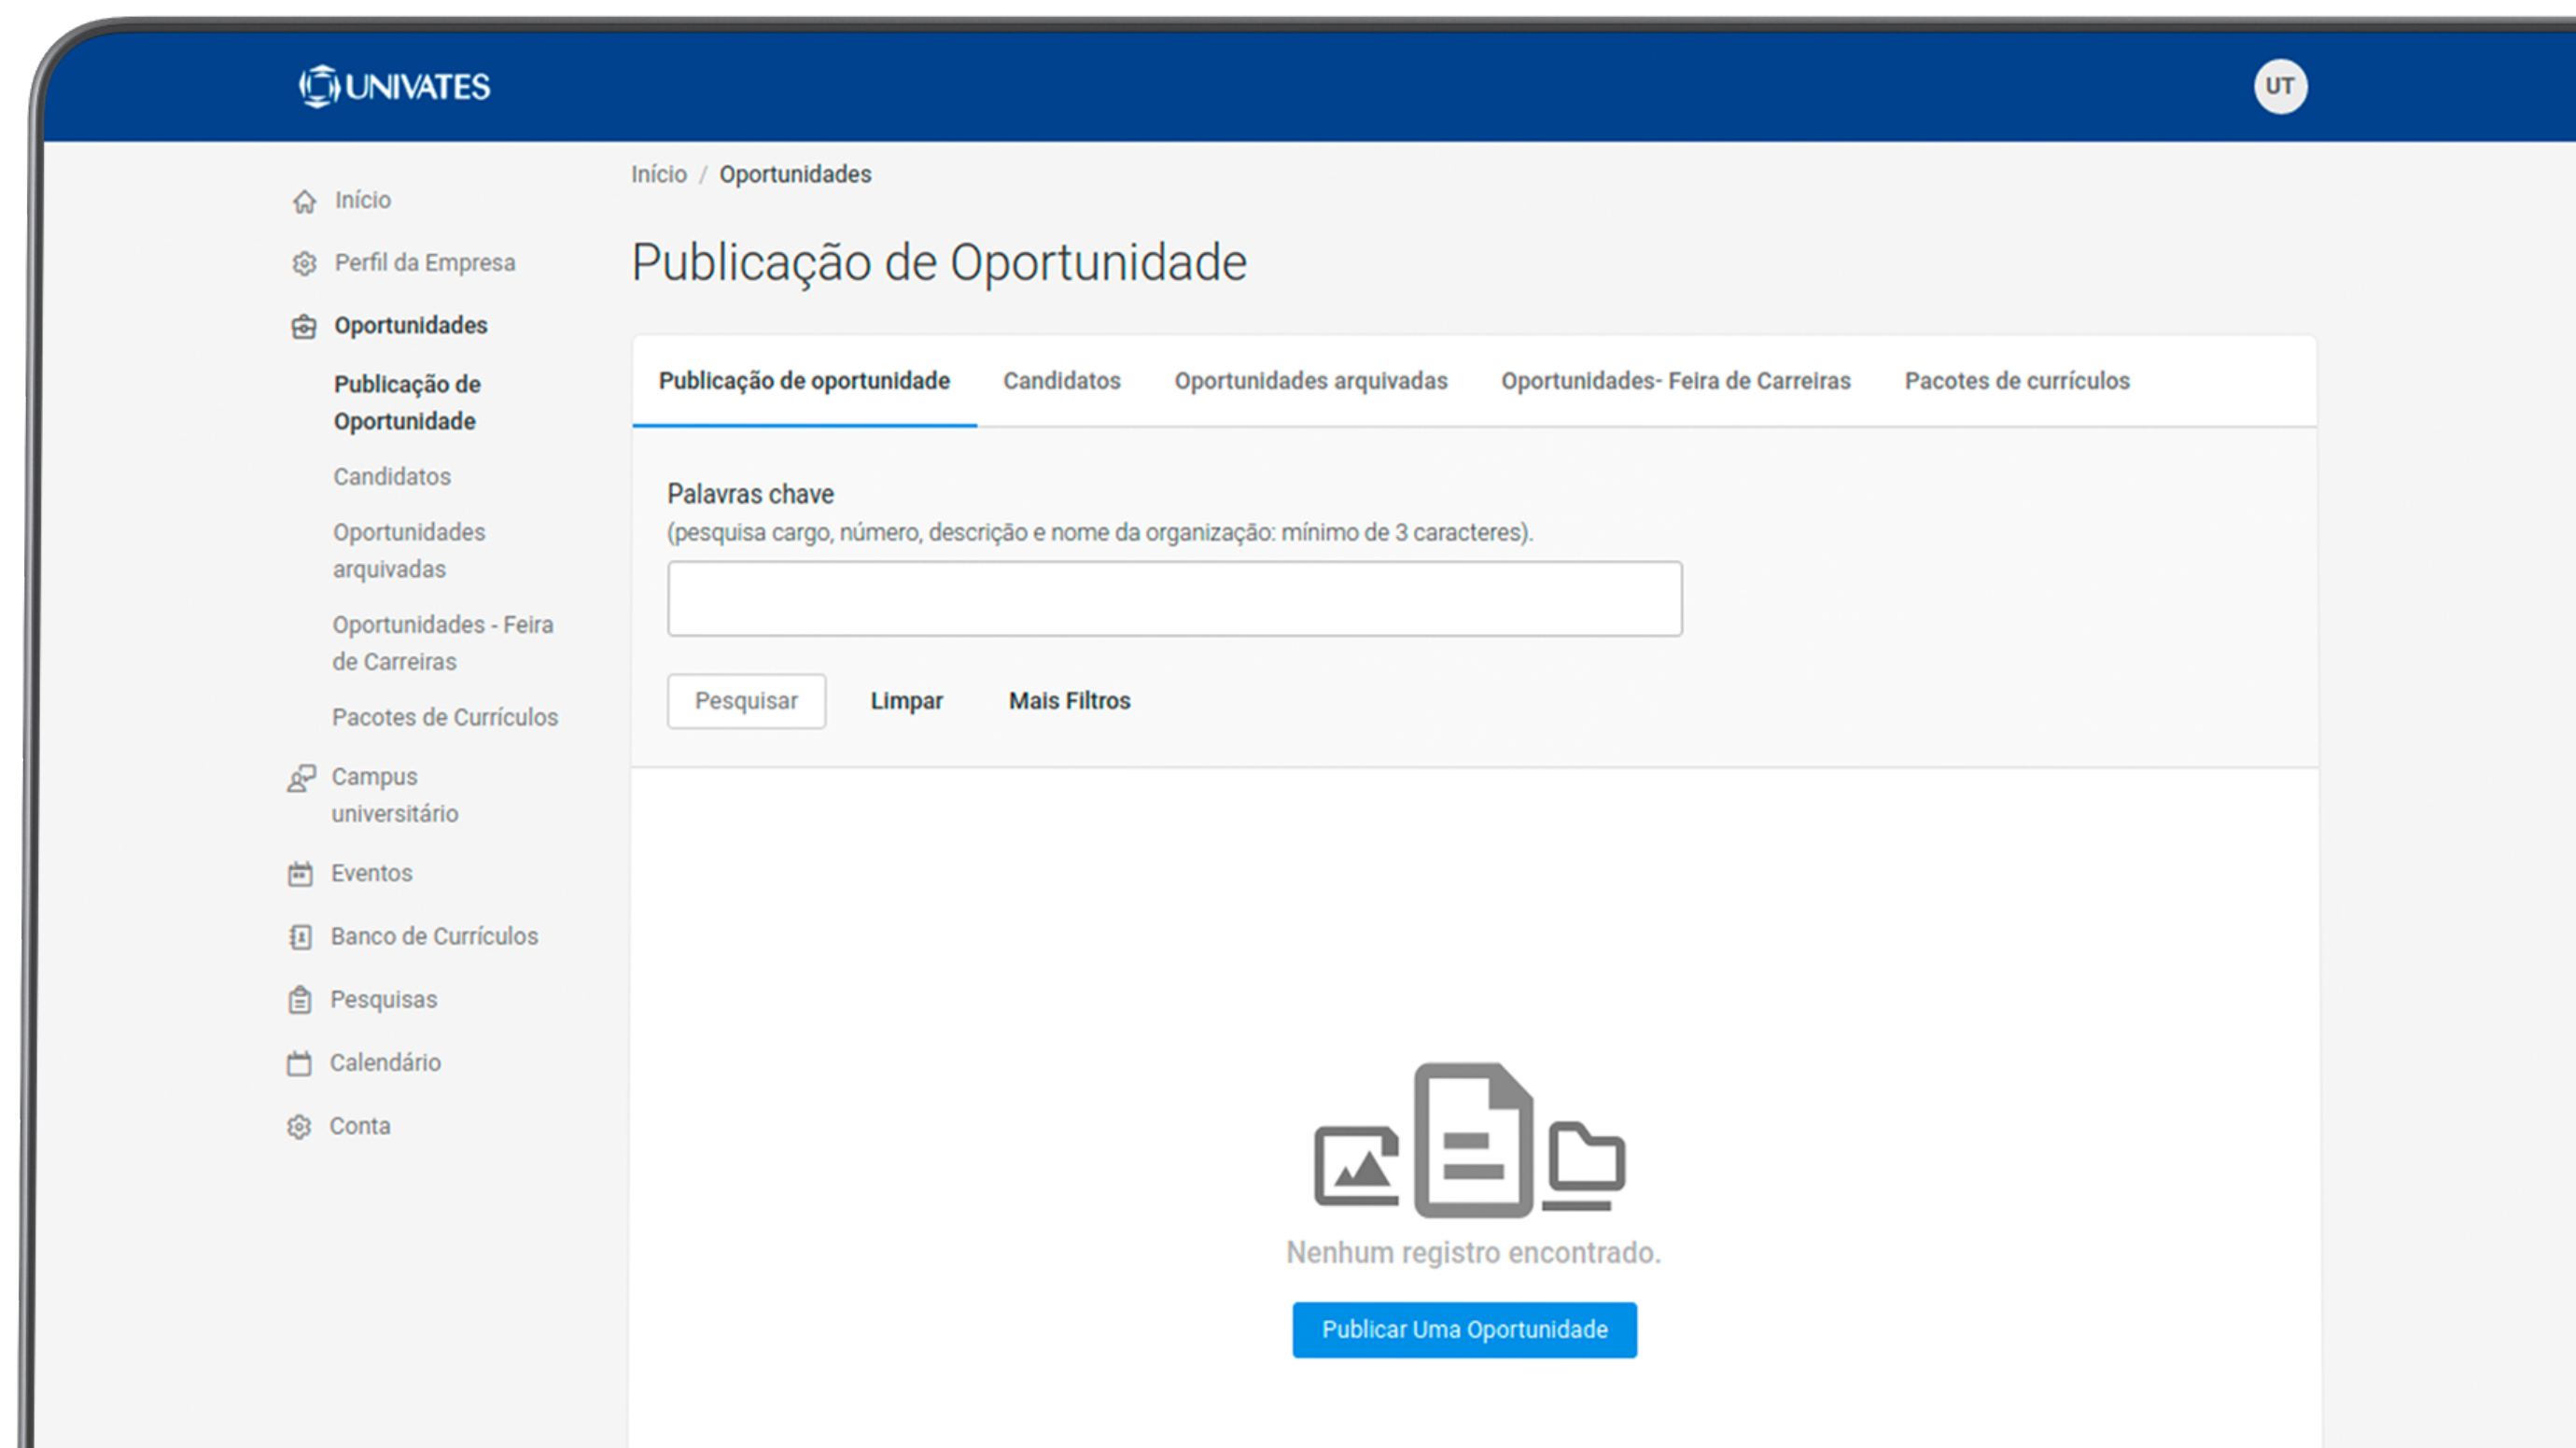 UNIVATES
UT
Início
Perfil da Empresa
Oportunidades
Publicação de
Oportunidade
Candidatos
Oportunidades
arquivadas
Oportunidades - Feira
de Carreiras
Pacotes de Currículos
Campus
universitário
Eventos
Banco de Currículos
Pesquisas
Calendário
Conta
Início / Oportunidades
Publicação de Oportunidade
Publicação de oportunidade Candidatos Oportunidades arquivadas Oportunidades- Feira de Carreiras Pacotes de currículos
Palavras chave
(pesquisa cargo, número, descrição e nome da organização: mínimo de 3 caracteres).
Pesquisar Limpar Mais Filtros
Nenhum registro encontrado.
Publicar Uma Oportunidade